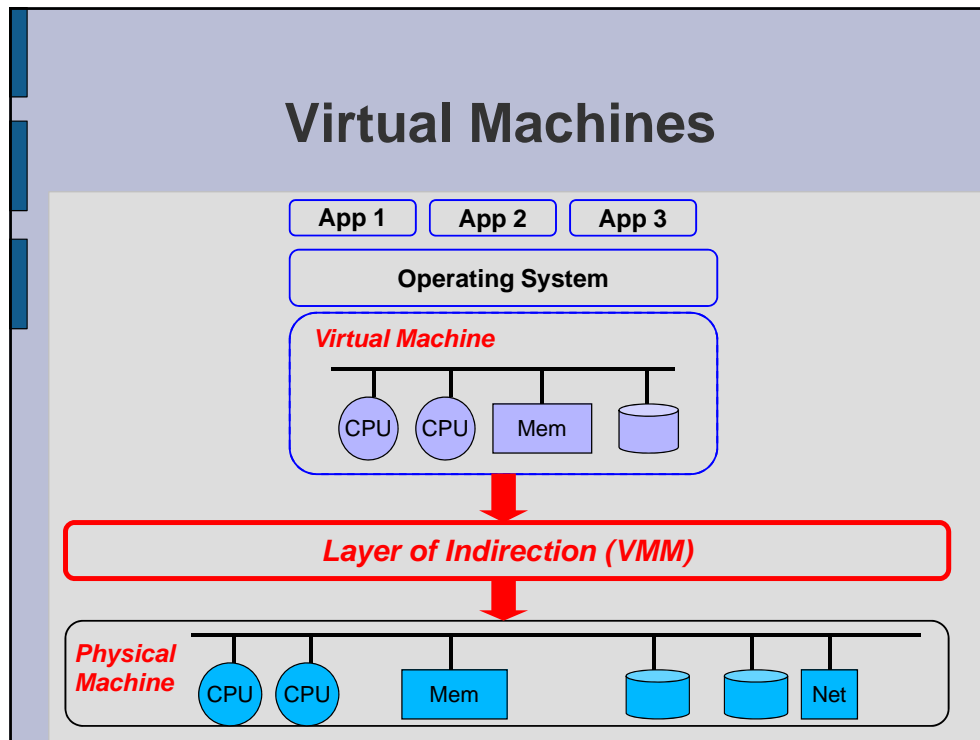 Virtual Machines
App 1 App 2 App 3
Operating System
Virtual Machine
CPU CPU Mem
Layer of Indirection (VMM)
Physical
Machine
CPU CPU Mem Net